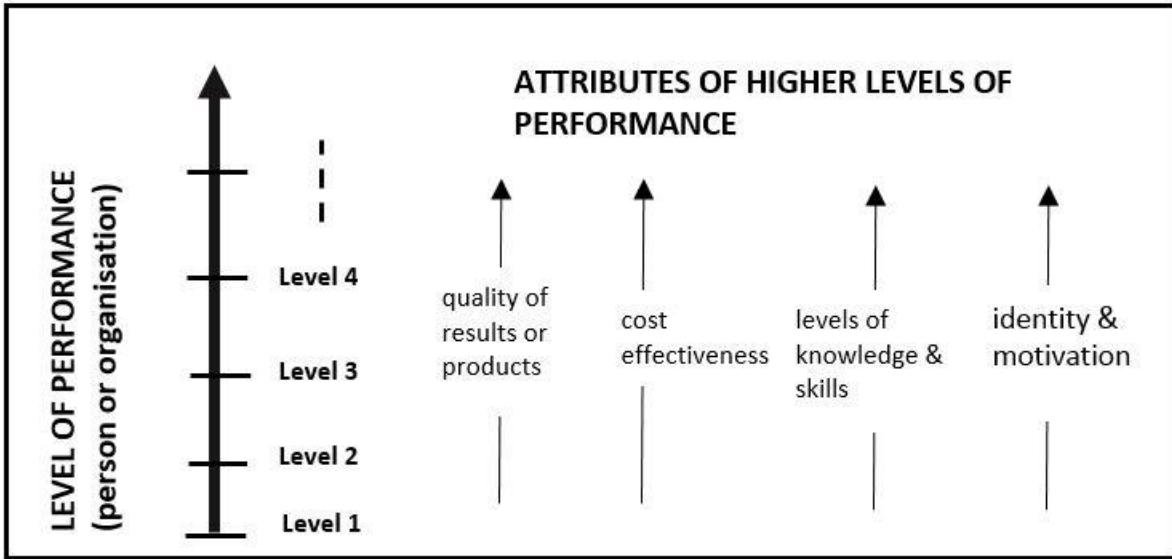 ATTRIBUTES OF HIGHER LEVELS OF
PERFORMANCE
LEVEL OF PERFORMANCE
(person or organisation)
Level 4
Level 3
Level 2
Level 1
quality of
results or
products
cost
effectiveness
levels of
knowledge &
skills
identity &
motivation